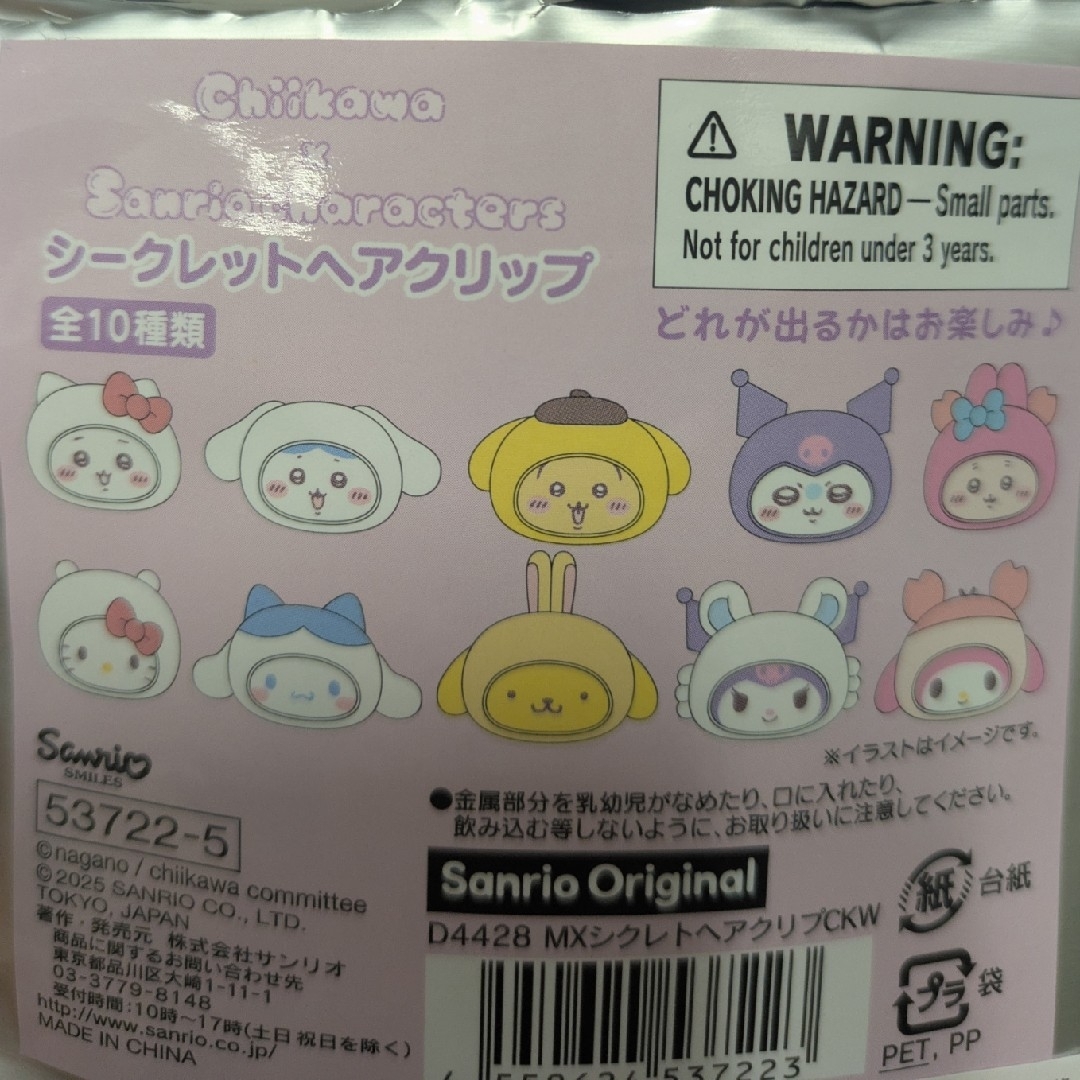 Chiikawa
×
Sanrio characters
シークレットヘアクリップ
全10種類
WARNING:
CHOKING HAZARD — Small parts.
Not for children under 3 years.
どれが出るかはお楽しみ♪
※イラストはイメージです。
Sanrio
SMILES
53722-5
©nagano / chiikawa committee
©2025 SANRIO CO., LTD.
TOKYO, JAPAN
著作・発売元 株式会社サンリオ
商品に関するお問い合わせ先
東京都品川区大崎1-11-1
03-3779-8148
受付時間:10時~17時(土日祝日を除く)
http://www.sanrio.co.jp/
MADE IN CHINA
●金属部分を乳幼児がなめたり、口に入れたり、
飲み込む等しないように、お取り扱いに注意してください。
Sanrio Original
D4428 MXシクレトヘアクリプCKW
紙 台紙
プラ 袋
PET, PP
537223